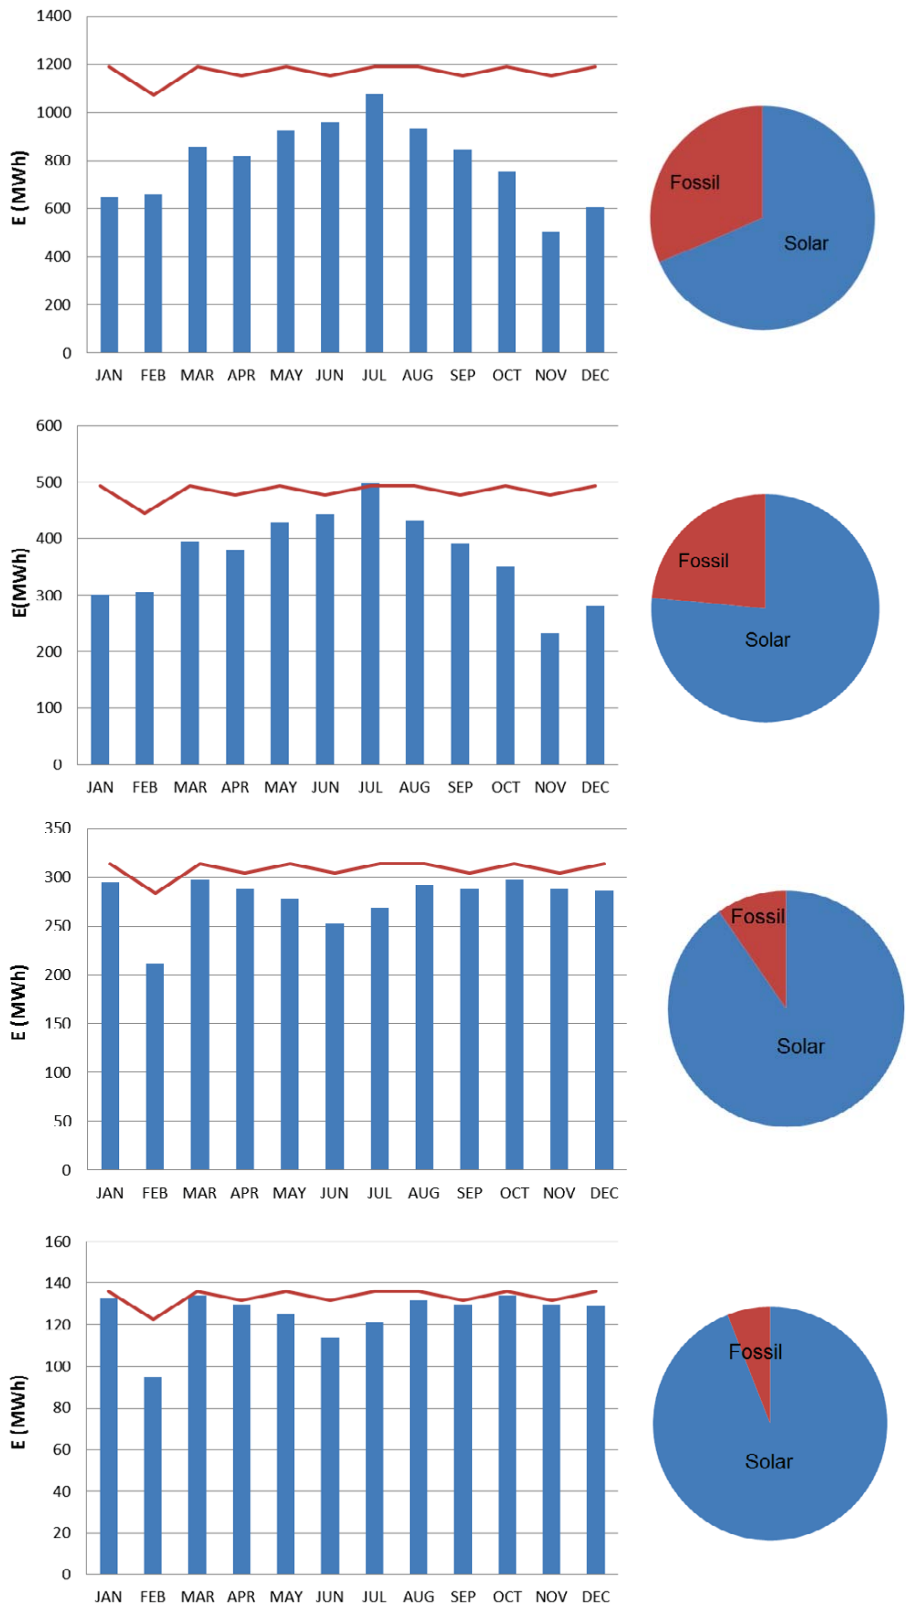 1400
1200
1000
800
600
400
200
0
E (MWh)
JAN FEB MAR APR MAY JUN JUL AUG SEP OCT NOV DEC
Fossil
Solar
600
500
400
300
200
100
0
E(MWh)
JAN FEB MAR APR MAY JUN JUL AUG SEP OCT NOV DEC
Fossil
Solar
350
300
250
200
150
100
50
0
E (MWh)
JAN FEB MAR APR MAY JUN JUL AUG SEP OCT NOV DEC
Fossil
Solar
160
140
120
100
80
60
40
20
0
E (MWh)
JAN FEB MAR APR MAY JUN JUL AUG SEP OCT NOV DEC
Fossil
Solar